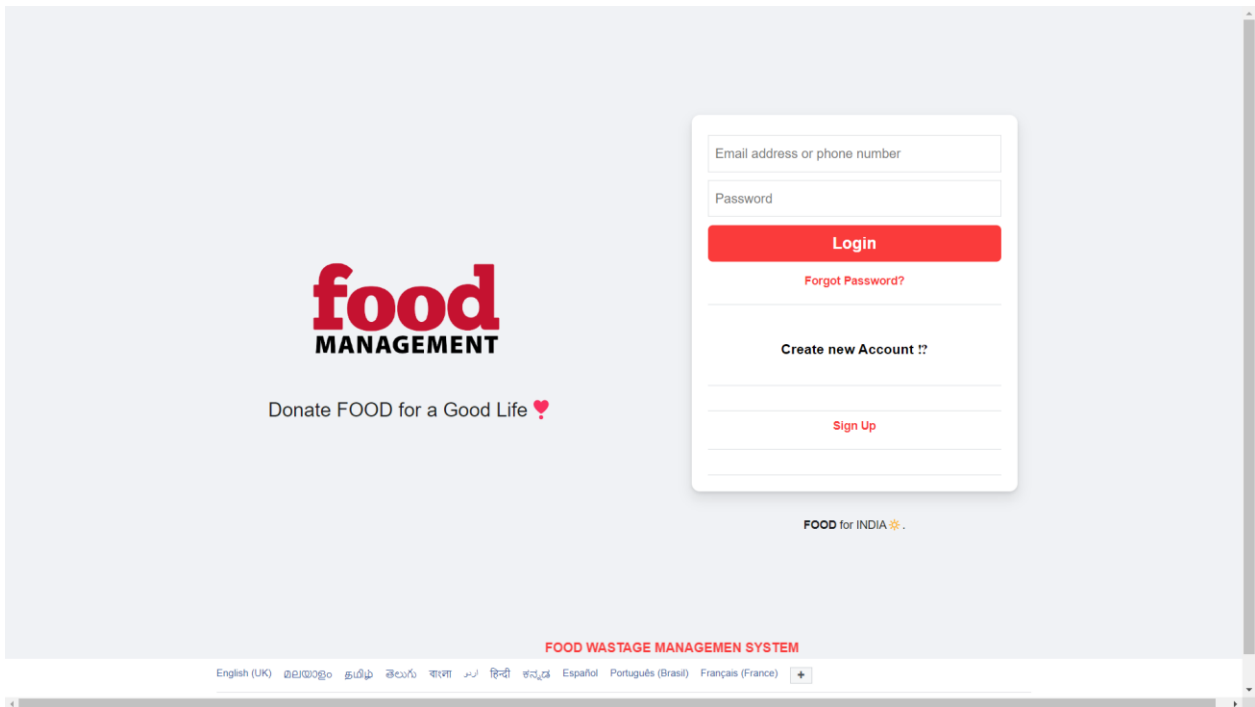 Email address or phone number
Password
Login
Forgot Password?
food
MANAGEMENT
Create new Account ⁉
Donate FOOD for a Good Life ❣
Sign Up
FOOD for INDIA🔅.
FOOD WASTAGE MANAGEMEN SYSTEM
English (UK) മലയാളം தமிழ் తెలుగు বাংলা اردو हिन्दी ಕನ್ನಡ Español Português (Brasil) Français (France) +